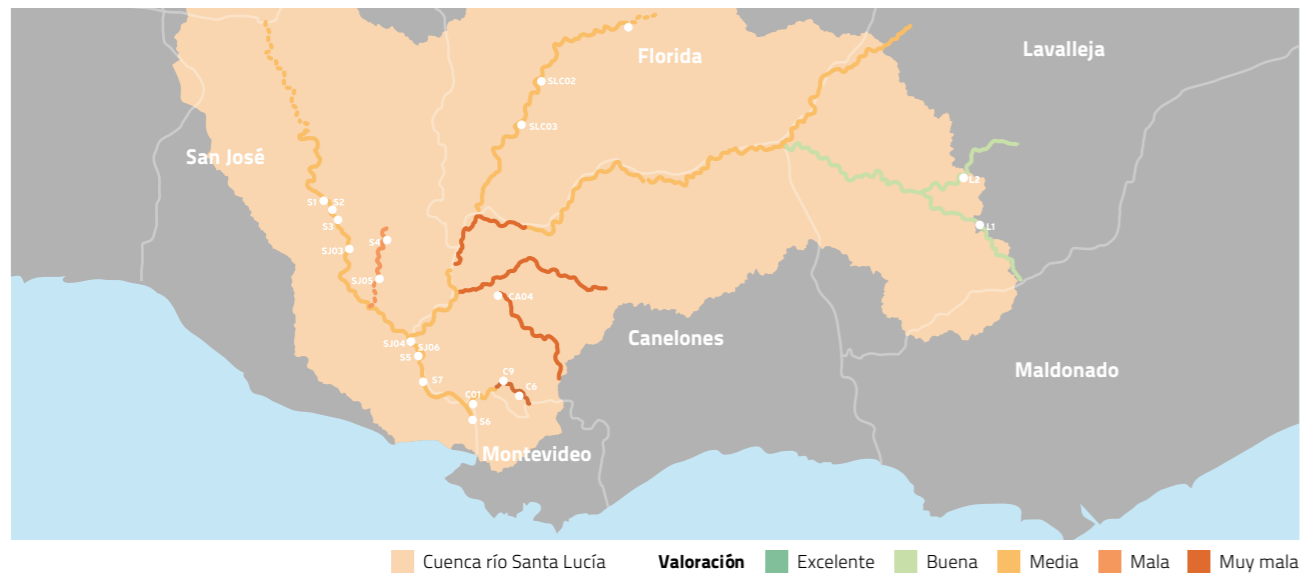 Lavalleja
Florida
SLC02
SLC03
San José
L2
S1
S2
S3
L1
S4
SJ03
SJ05
CA04
Canelones
SJ04
SJ06
S5
Maldonado
C9
S7
C6
C01
S6
Montevideo
Cuenca río Santa Lucía Valoración Excelente Buena Media Mala Muy mala